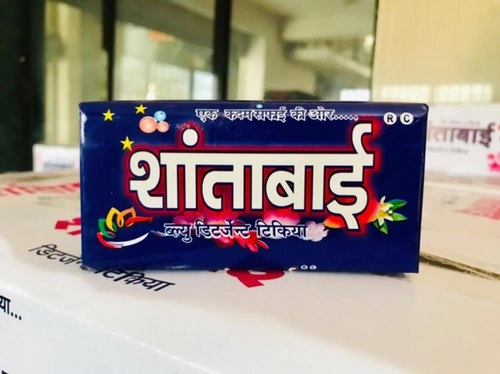 एक कदम सफाई की ओर.....
R C
शांताबाई
ब्ल्यु डिटर्जेन्ट टिकिया
शांताबाई
डिटर्जेन्ट टिकिया
या...